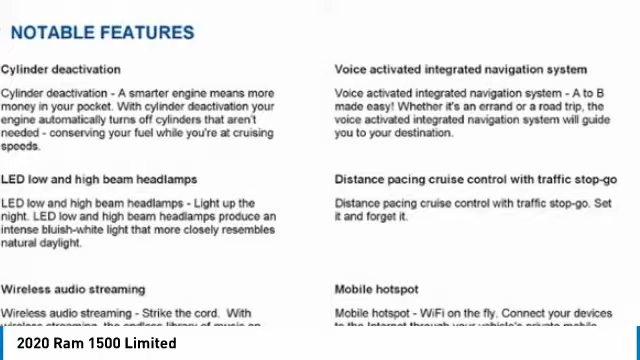 NOTABLE FEATURES
Cylinder deactivation
Cylinder deactivation - A smarter engine means more
money in your pocket. With cylinder deactivation your
engine automatically turns off cylinders that aren't
needed - conserving your fuel while you're at cruising
speeds.
LED low and high beam headlamps
LED low and high beam headlamps - Light up the
night. LED low and high beam headlamps produce an
intense bluish-white light that more closely resembles
natural daylight.
Wireless audio streaming
Wireless audio streaming - Strike the cord. With
wireless streaming, the endless library of music on
Voice activated integrated navigation system
Voice activated integrated navigation system - A to B
made easy! Whether it's an errand or a road trip, the
voice activated integrated navigation system will guide
you to your destination.
Distance pacing cruise control with traffic stop-go
Distance pacing cruise control with traffic stop-go. Set
it and forget it.
Mobile hotspot
Mobile hotspot - WiFi on the fly. Connect your devices
to the Internet through your vehicle's private mobile
2020 Ram 1500 Limited